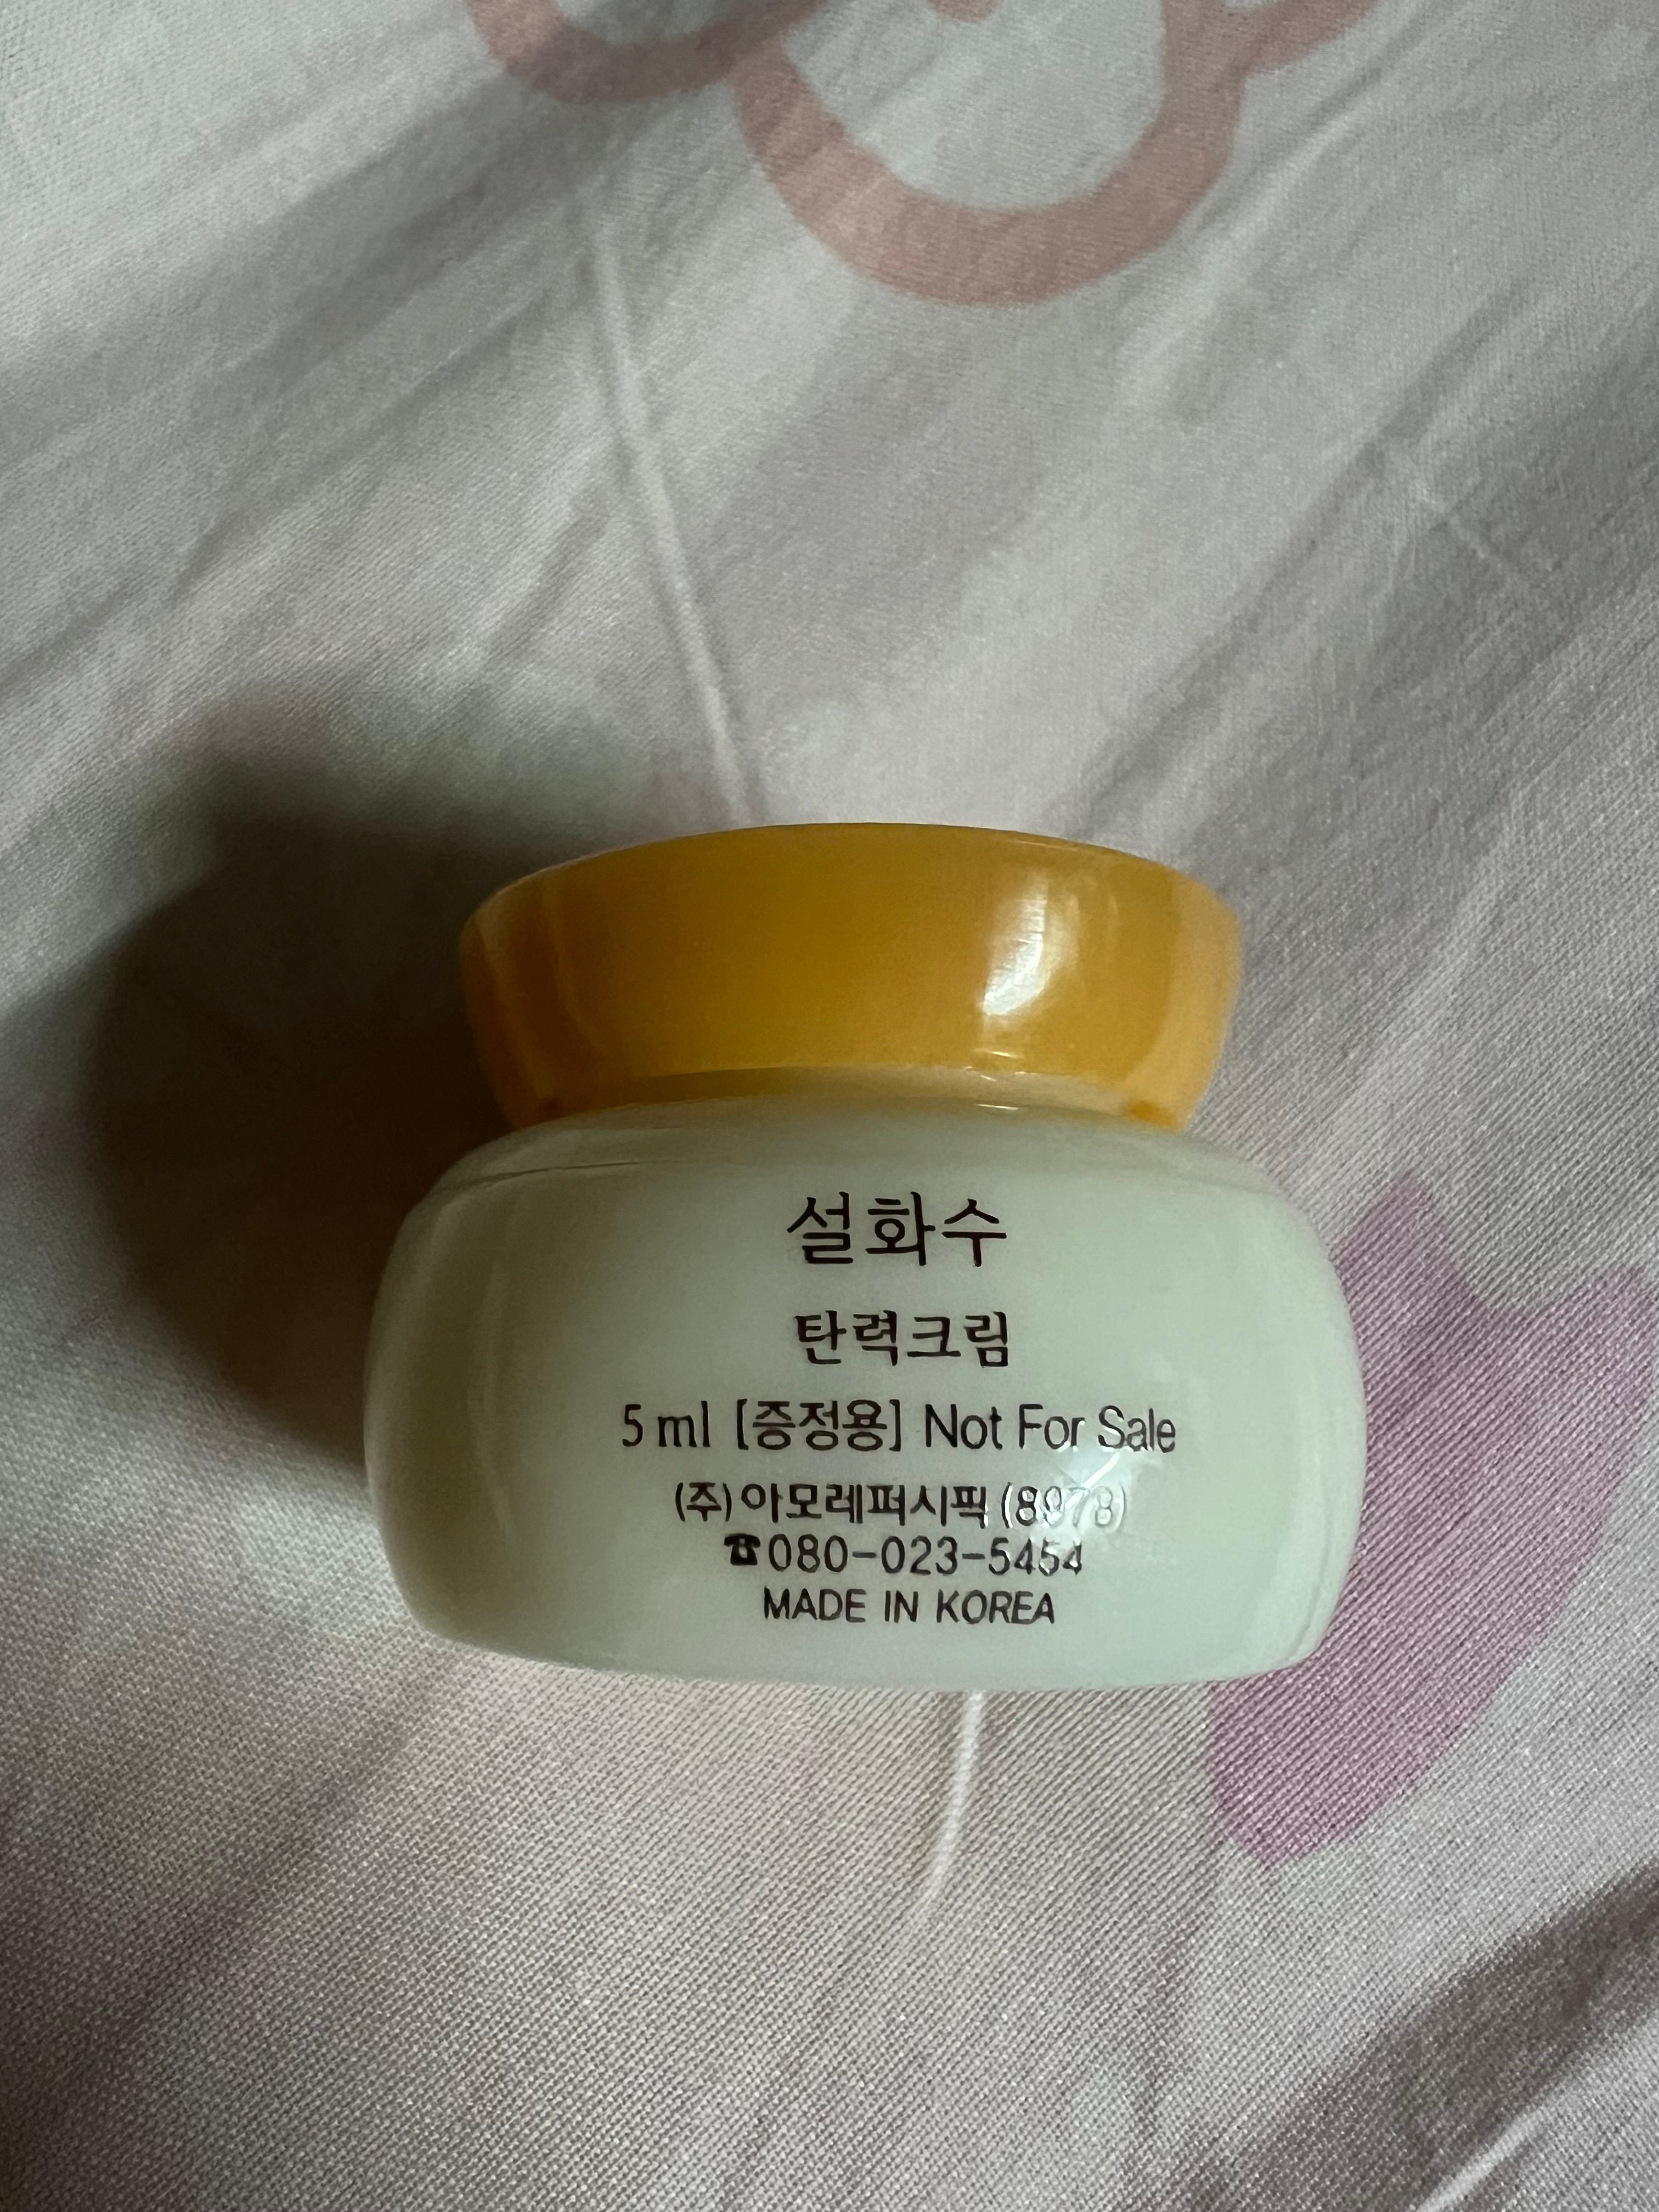 설화수
탄력크림
5 ml [증정용] Not For Sale
(주)아모레퍼시픽 (8978)
☎080-023-5454
MADE IN KOREA